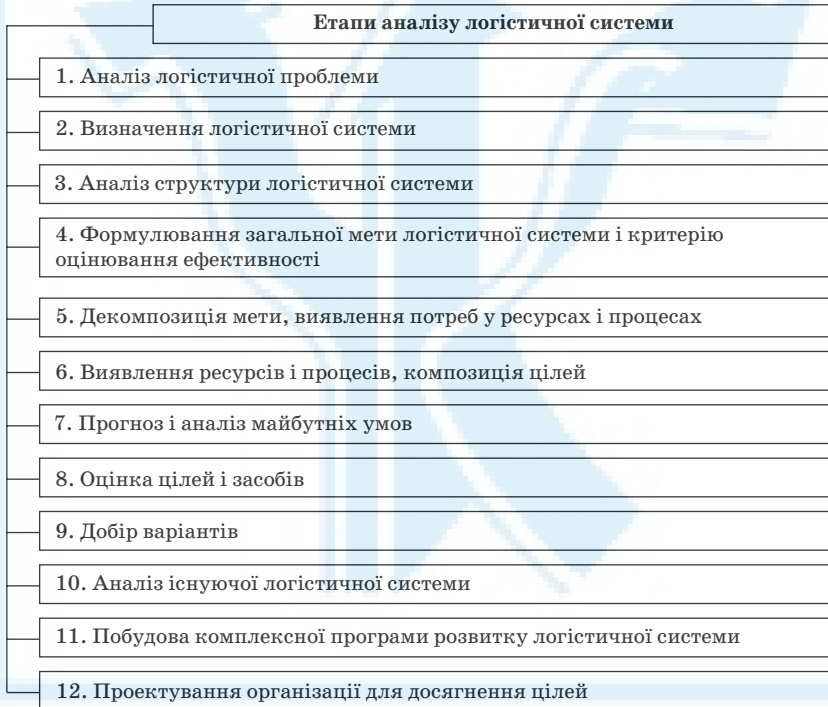 Етапи аналізу логістичної системи
1. Аналіз логістичної проблеми
2. Визначення логістичної системи
3. Аналіз структури логістичної системи
4. Формулювання загальної мети логістичної системи і критерію
оцінювання ефективності
5. Декомпозиція мети, виявлення потреб у ресурсах і процесах
6. Виявлення ресурсів і процесів, композиція цілей
7. Прогноз і аналіз майбутніх умов
8. Оцінка цілей і засобів
9. Добір варіантів
10. Аналіз існуючої логістичної системи
11. Побудова комплексної програми розвитку логістичної системи
12. Проектування організації для досягнення цілей